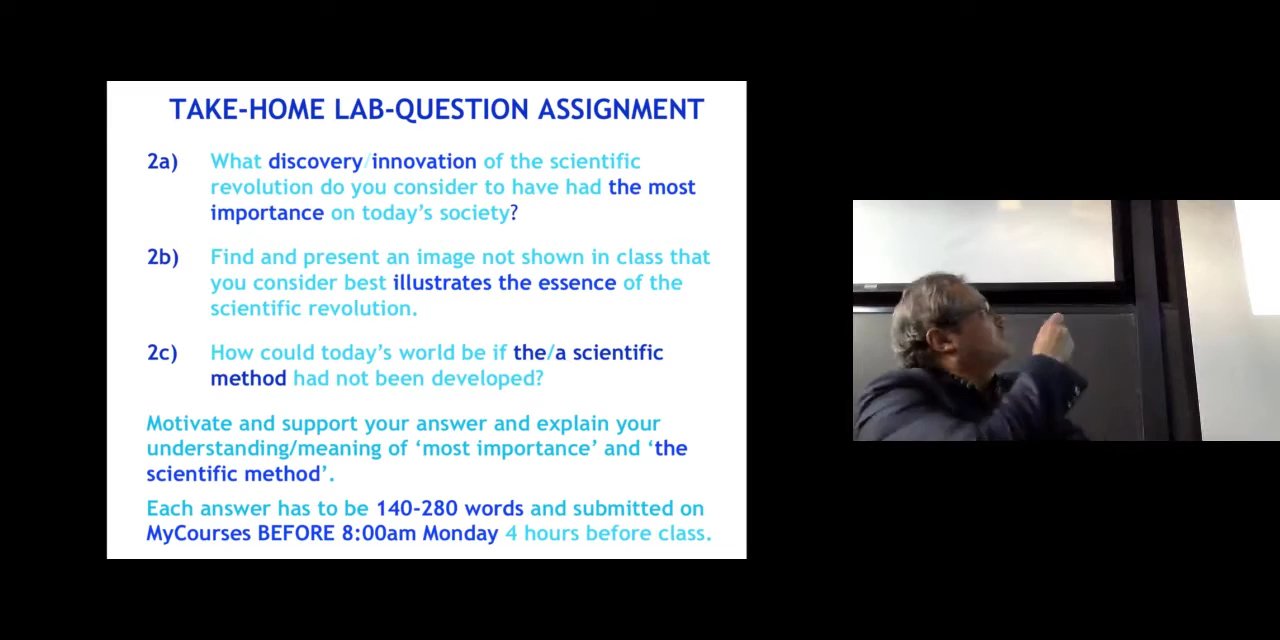 TAKE-HOME LAB-QUESTION ASSIGNMENT
2a) What discovery/innovation of the scientific
revolution do you consider to have had the most
importance on today's society?
2b) Find and present an image not shown in class that
you consider best illustrates the essence of the
scientific revolution.
2c) How could today's world be if the/a scientific
method had not been developed?
Motivate and support your answer and explain your
understanding/meaning of ‘most importance’ and ‘the
scientific method’.
Each answer has to be 140-280 words and submitted on
MyCourses BEFORE 8:00am Monday 4 hours before class.